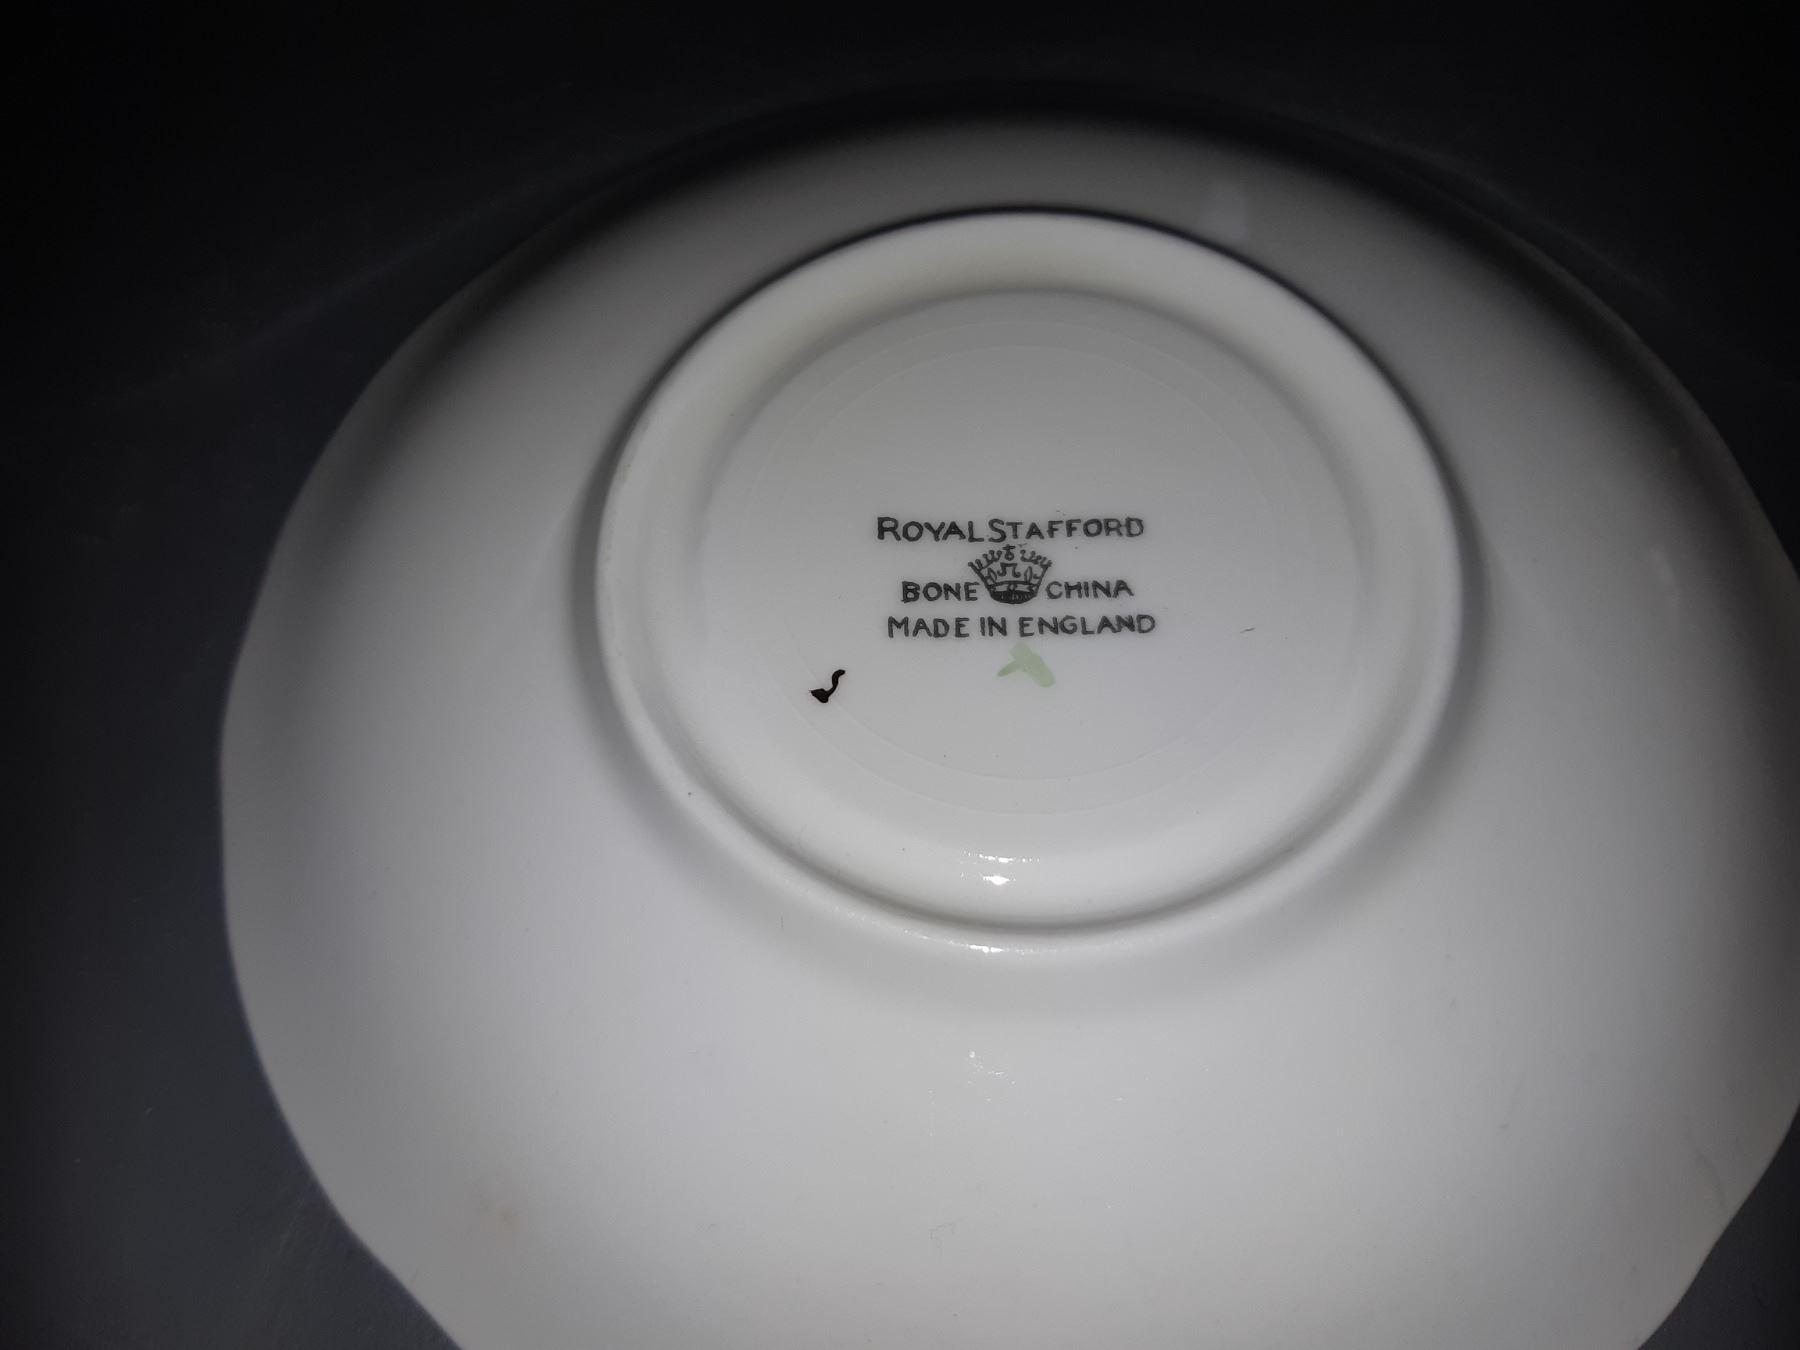 ROYAL STAFFORD
BONE CHINA
MADE IN ENGLAND